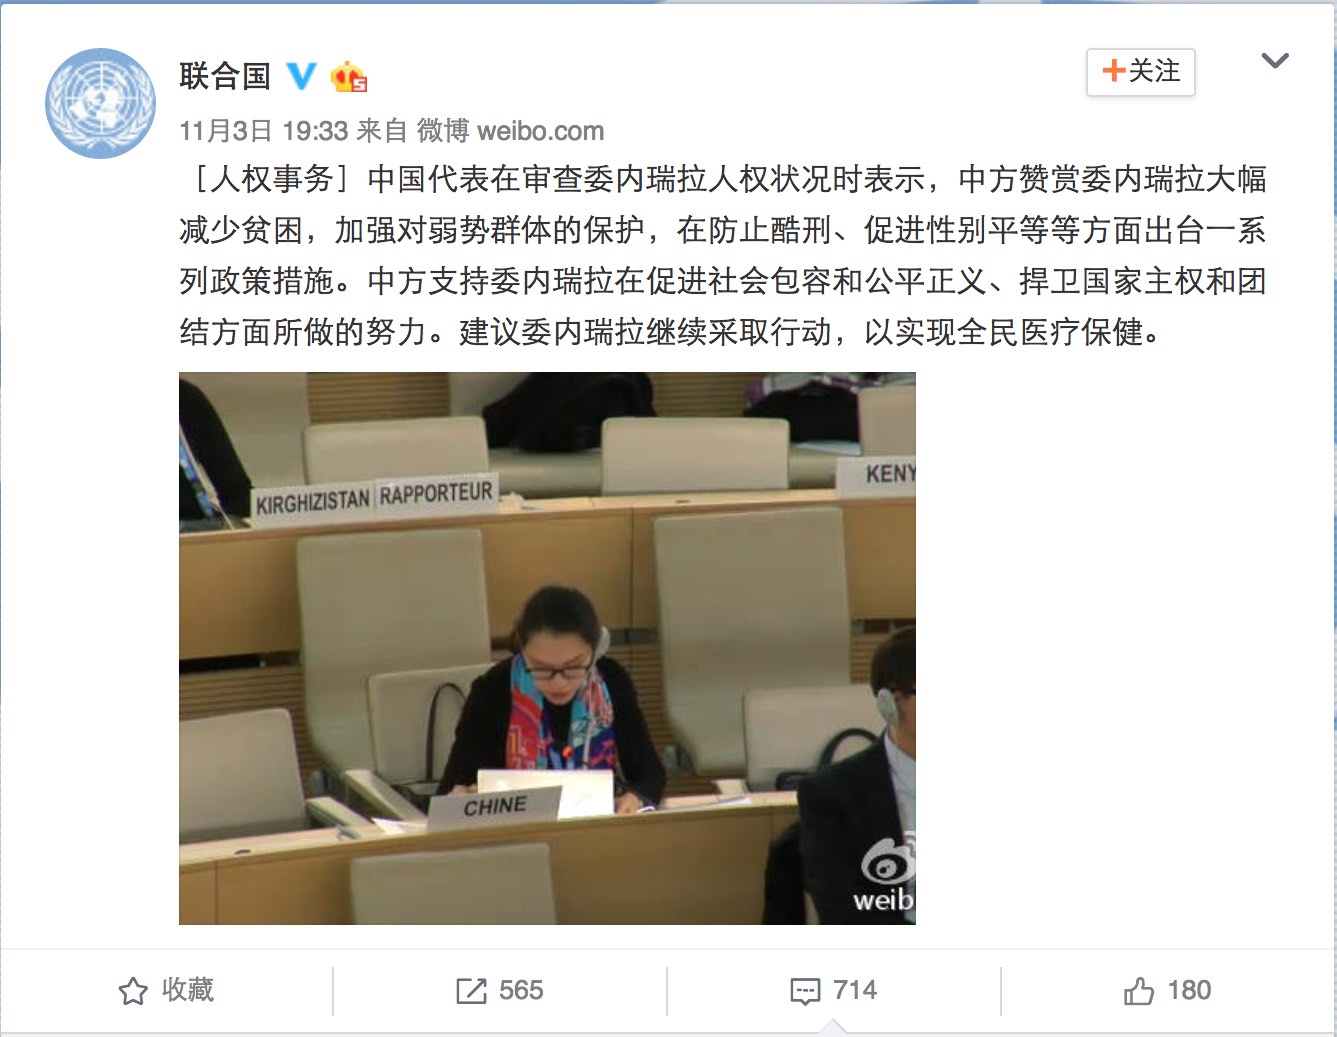 联合国
+关注
11月3日 19:33 来自 微博 weibo.com
［人权事务］中国代表在审查委内瑞拉人权状况时表示，中方赞赏委内瑞拉大幅
减少贫困，加强对弱势群体的保护，在防止酷刑、促进性别平等等方面出台一系
列政策措施。中方支持委内瑞拉在促进社会包容和公平正义、捍卫国家主权和团
结方面所做的努力。建议委内瑞拉继续采取行动，以实现全民医疗保健。
KENY
KIRGHIZISTAN RAPPORTEUR
CHINE
weib
收藏
565
714
180